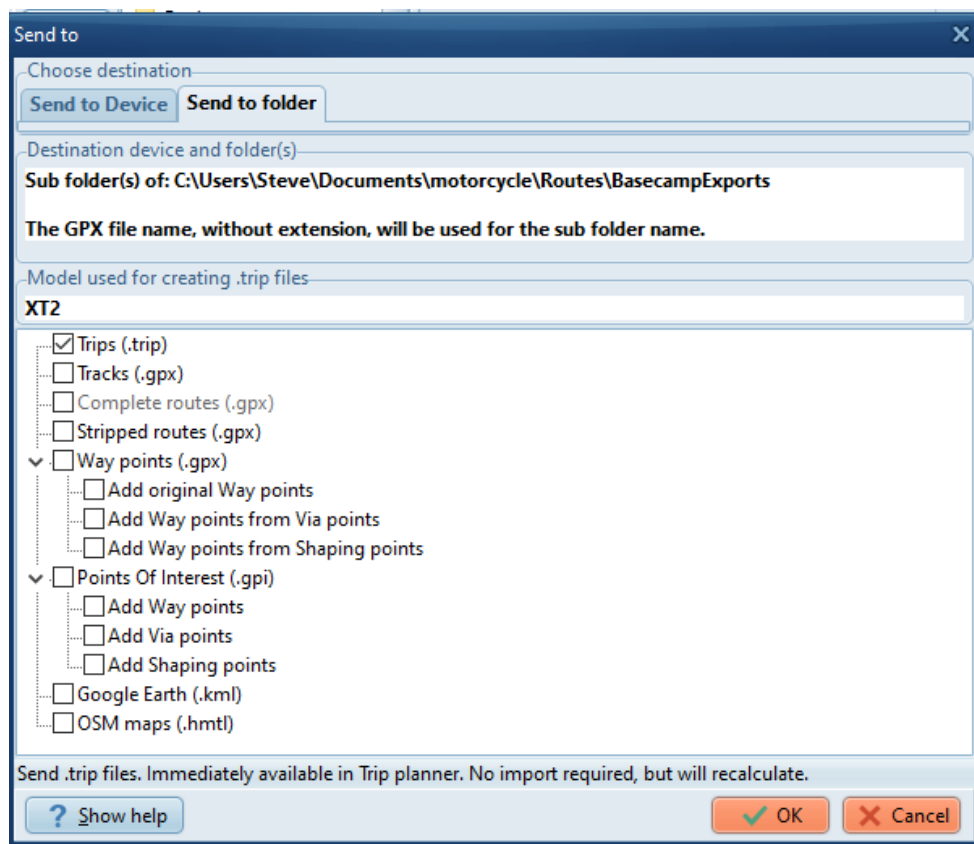 Send to
Choose destination
Send to Device Send to folder
Destination device and folder(s)
Sub folder(s) of: C:\Users\Steve\Documents\motorcycle\Routes\BasecampExports
The GPX file name, without extension, will be used for the sub folder name.
Model used for creating .trip files
XT2
Trips (.trip)
Tracks (.gpx)
Complete routes (.gpx)
Stripped routes (.gpx)
Way points (.gpx)
Add original Way points
Add Way points from Via points
Add Way points from Shaping points
Points Of Interest (.gpi)
Add Way points
Add Via points
Add Shaping points
Google Earth (.kml)
OSM maps (.hmtl)
Send .trip files. Immediately available in Trip planner. No import required, but will recalculate.
? Show help OK Cancel